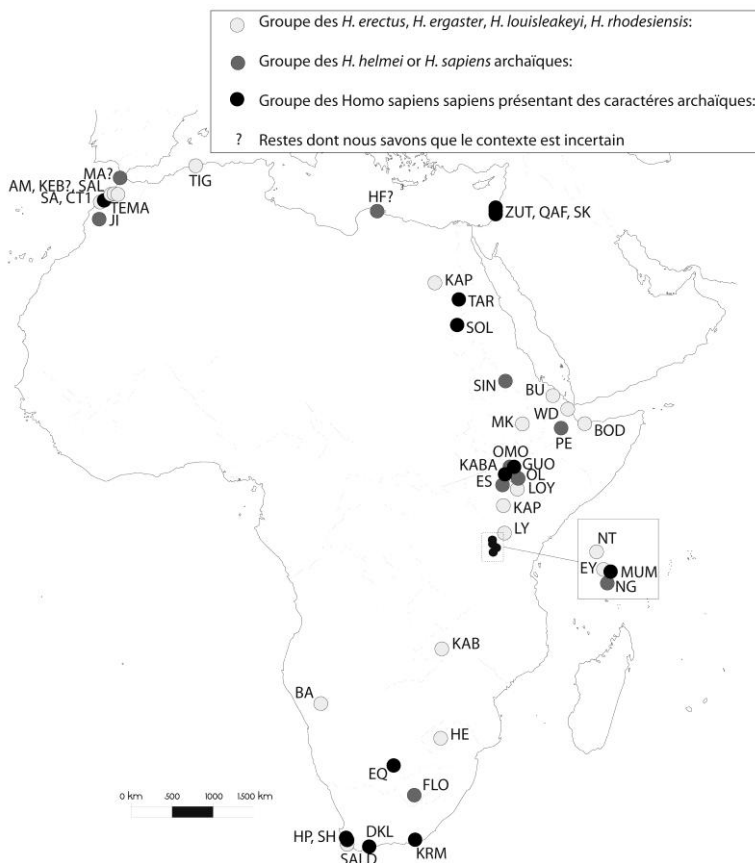 Groupe des H. erectus, H. ergaster, H. louisleakeyi, H. rhodesiensis:
Groupe des H. helmei or H. sapiens archaïques:
Groupe des Homo sapiens sapiens présentant des caractéres archaïques:
? Restes dont nous savons que le contexte est incertain
MA?
TIG
AM, KEB?, SAL
SA, CT1
TEMA
JI
HF?
ZUT, QAF, SK
KAP
TAR
SOL
SIN
BU
WD
MK
BOD
PE
OMO
KABA
GUO
OL
ES
LOY
KAP
LY
NT
EY
MUM
NG
KAB
BA
HE
EQ
FLO
0 km 500 1000 1500 km
HP, SH
DKL
KRM
SALD